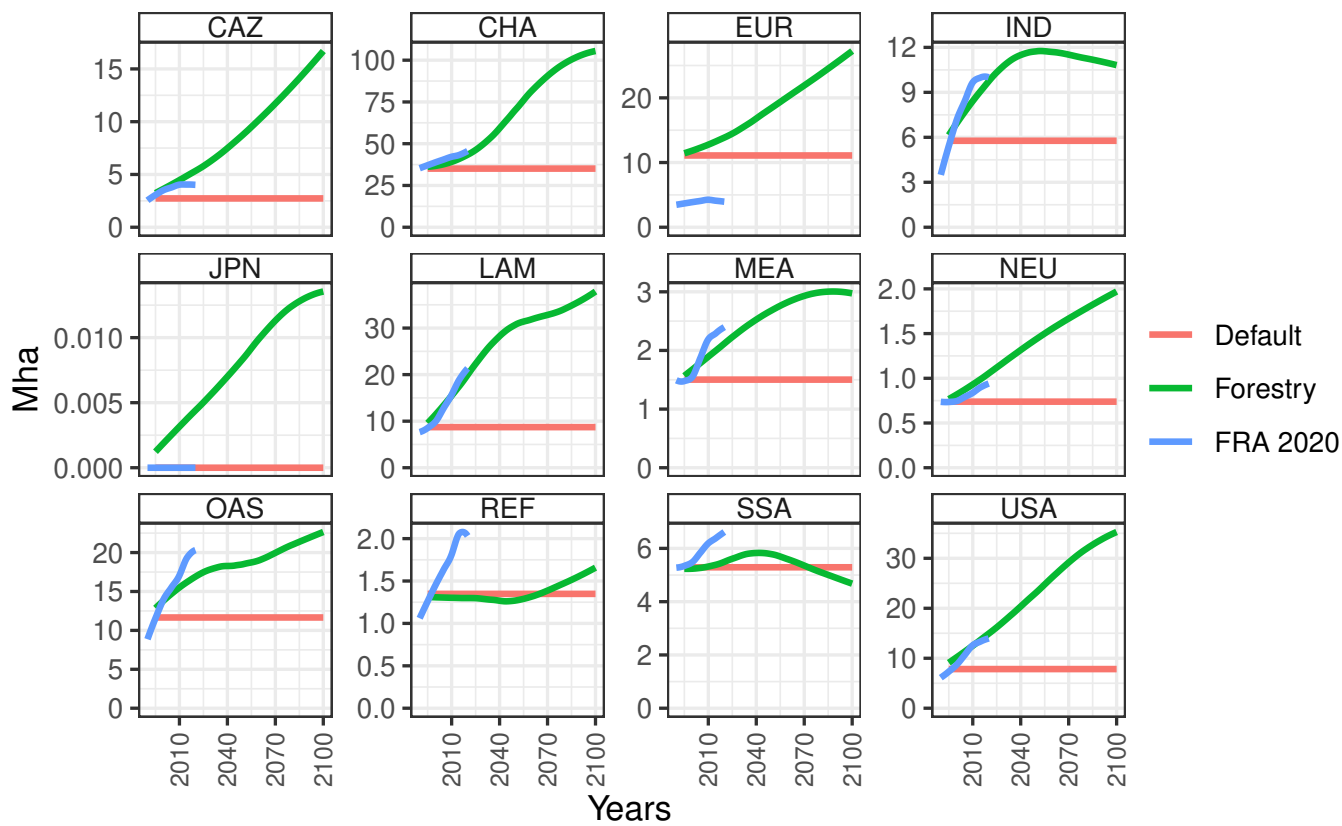 CAZ CHA EUR IND
15 100 20 12
10 75 10 9
5 50 0 6
0 25 3
0 0
JPN LAM MEA NEU
0.010 30 3 2.0
0.005 20 2 1.5
0.000 10 1 1.0
0 0 0.5
0.0
Mha
Default
Forestry
FRA 2020
OAS REF SSA USA
20 2.0 6 30
15 1.5 4 20
10 1.0 2 10
5 0.5 0 0
0 0.0
2010 2040 2070 2100 2010 2040 2070 2100 2010 2040 2070 2100 2010 2040 2070 2100
Years